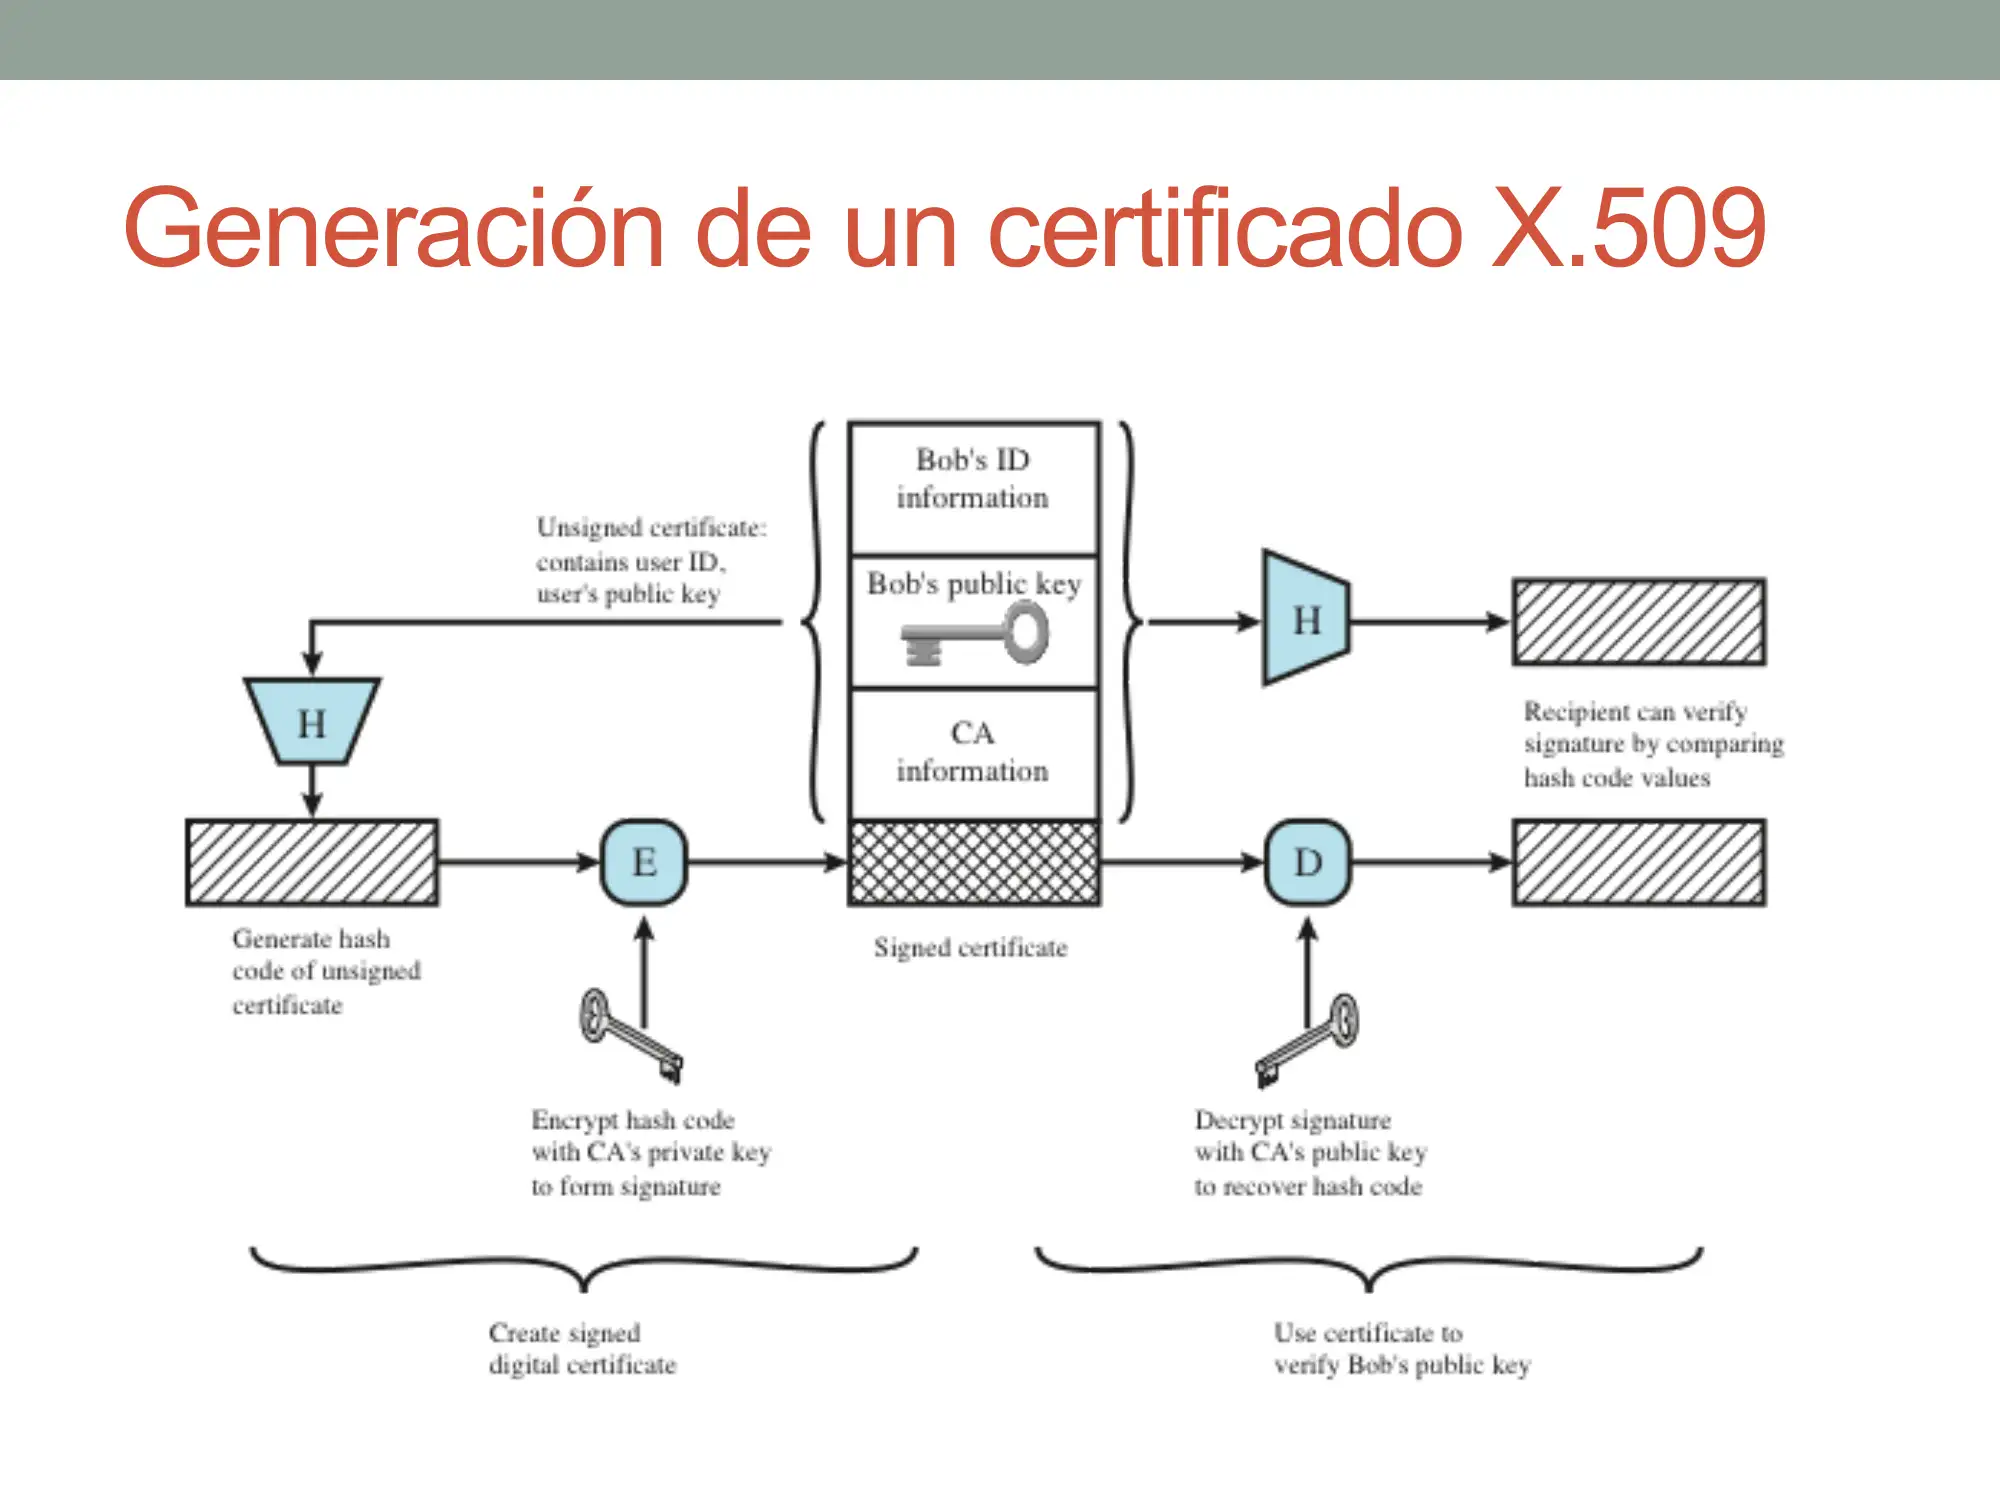 Generación de un certificado X.509
Bob's ID
information
Unsigned certificate:
contains user ID,
user's public key
Bob's public key
H
H
CA
information
Recipient can verify
signature by comparing
hash code values
E
D
Generate hash
code of unsigned
certificate
Signed certificate
Encrypt hash code
with CA's private key
to form signature
Decrypt signature
with CA's public key
to recover hash code
Create signed
digital certificate
Use certificate to
verify Bob's public key